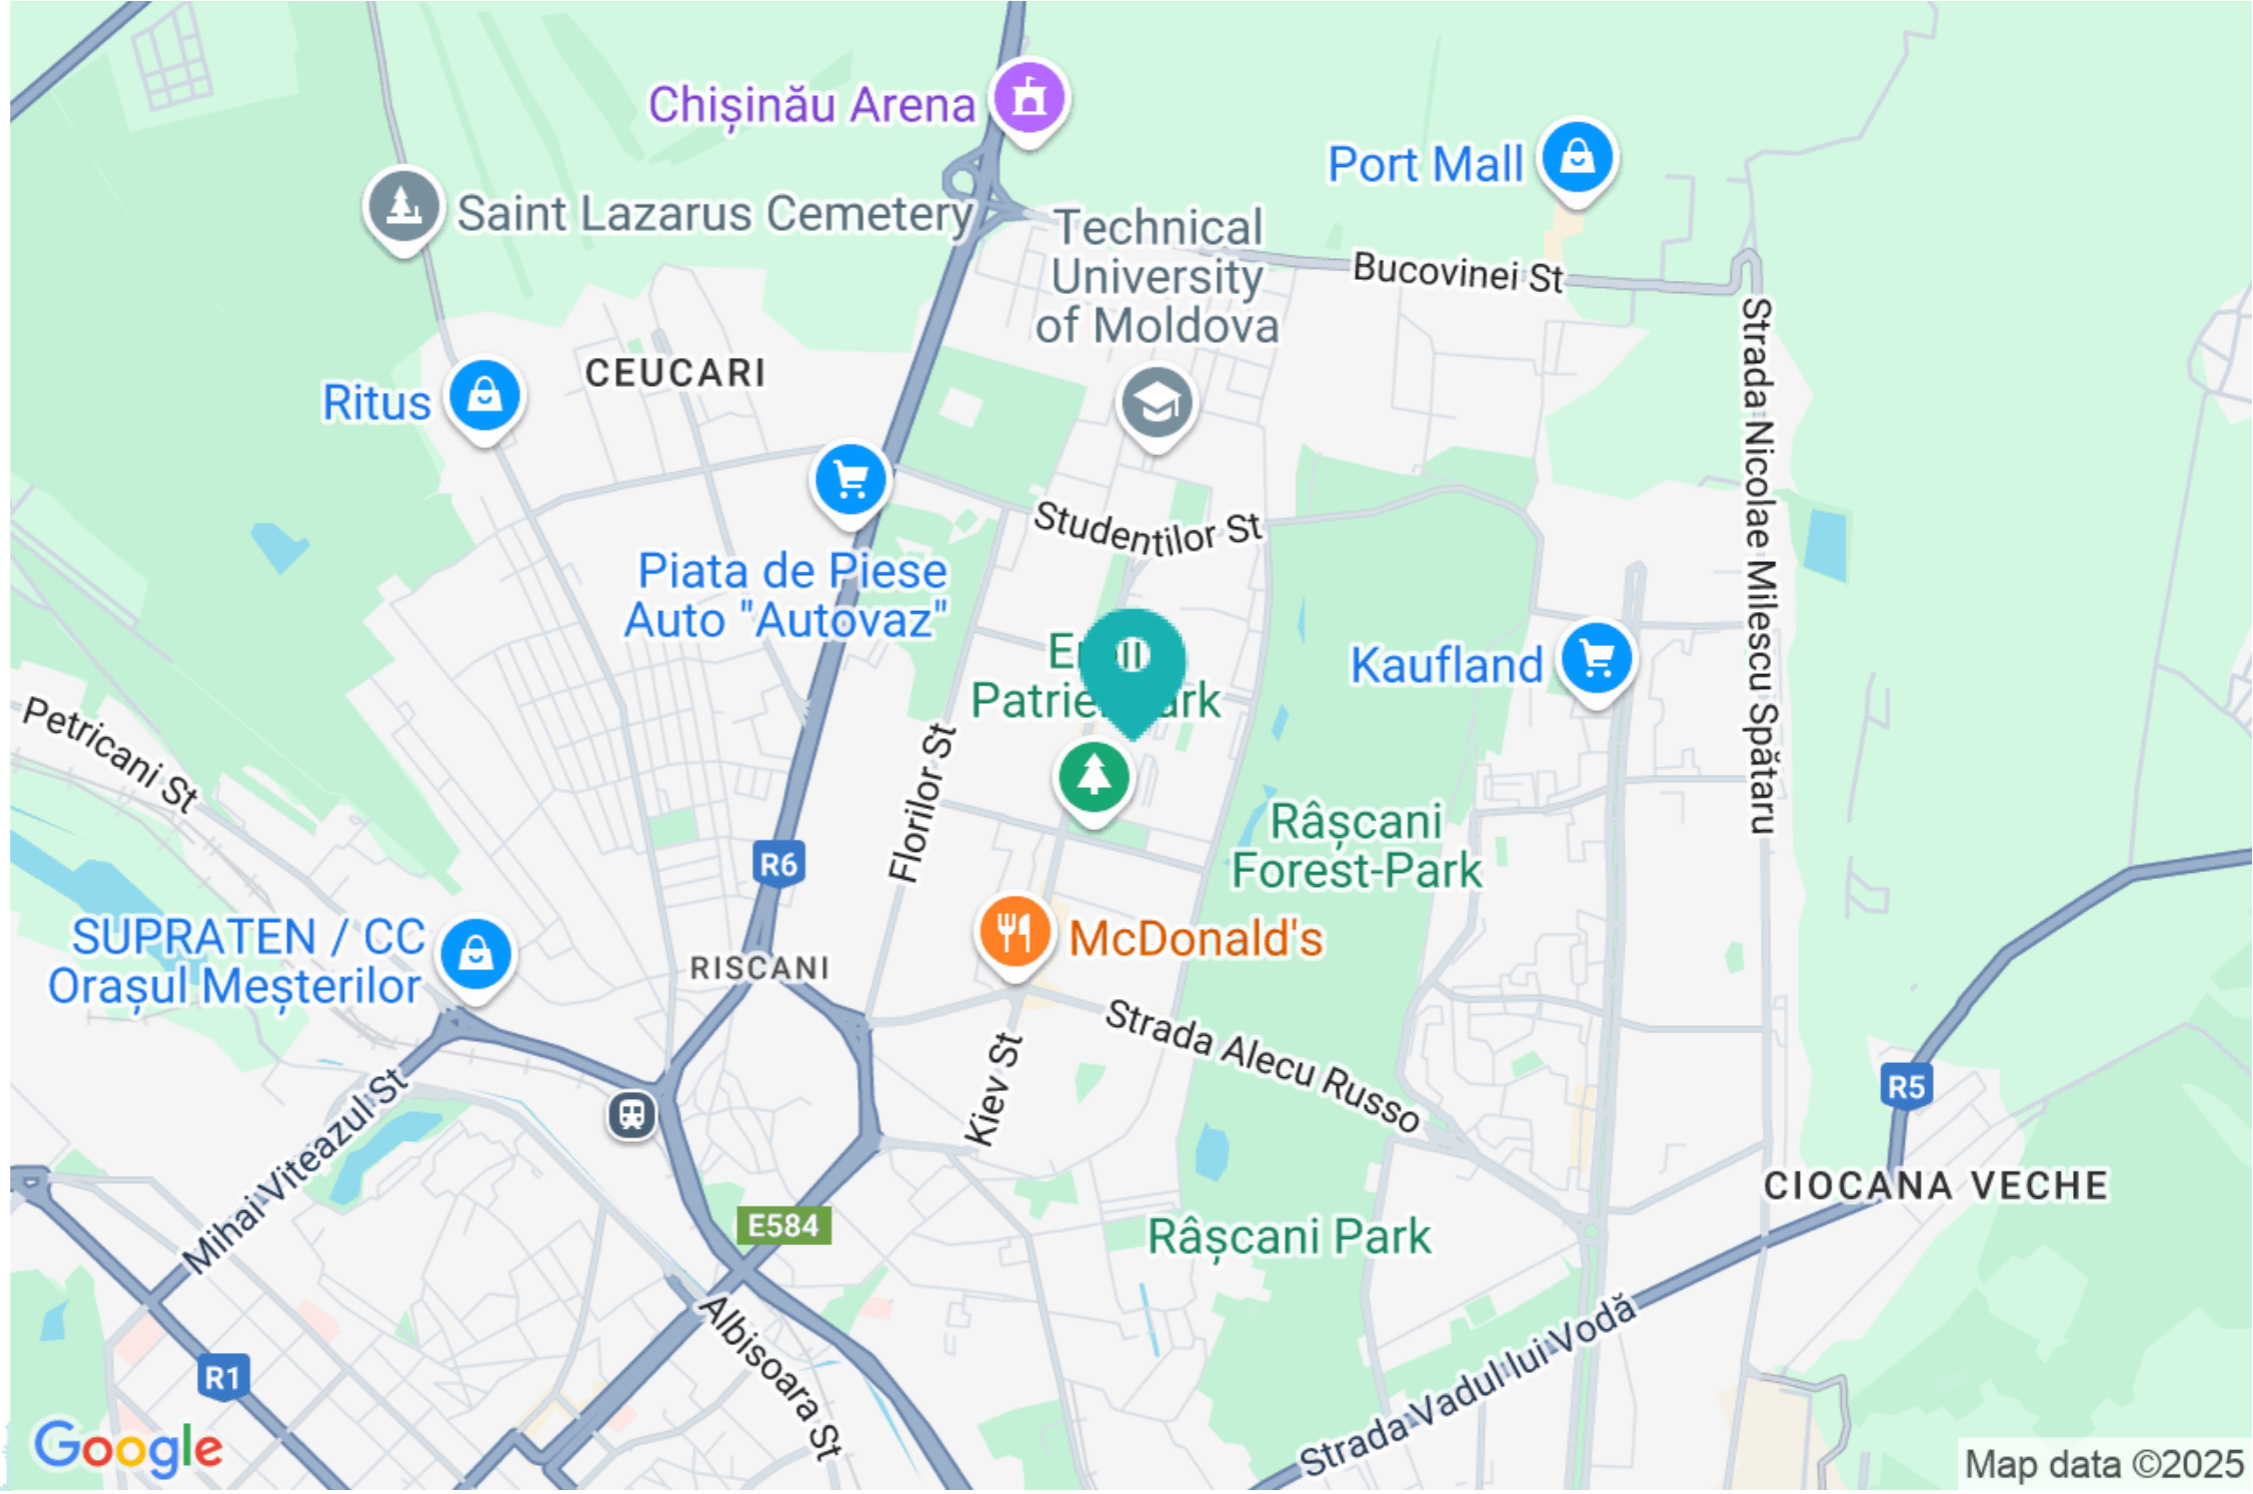 Chișinău Arena
Port Mall
Saint Lazarus Cemetery
Technical
University
of Moldova
Bucovinei St
Strada Nicolae Milescu Spătaru
CEUCARI
Ritus
Studentilor St
Piata de Piese
Auto "Autovaz"
Kaufland
Petricani St
Florilor St
Râșcani
Forest-Park
R6
SUPRATEN / CC
Orașul Meșterilor
McDonald's
RISCANI
Strada Alecu Russo
Kiev St
Mihai Viteazul St
R5
CIOCANA VECHE
E584
Râșcani Park
Albisoara St
Strada Vadul lui Vodă
R1
Google
Map data ©2025